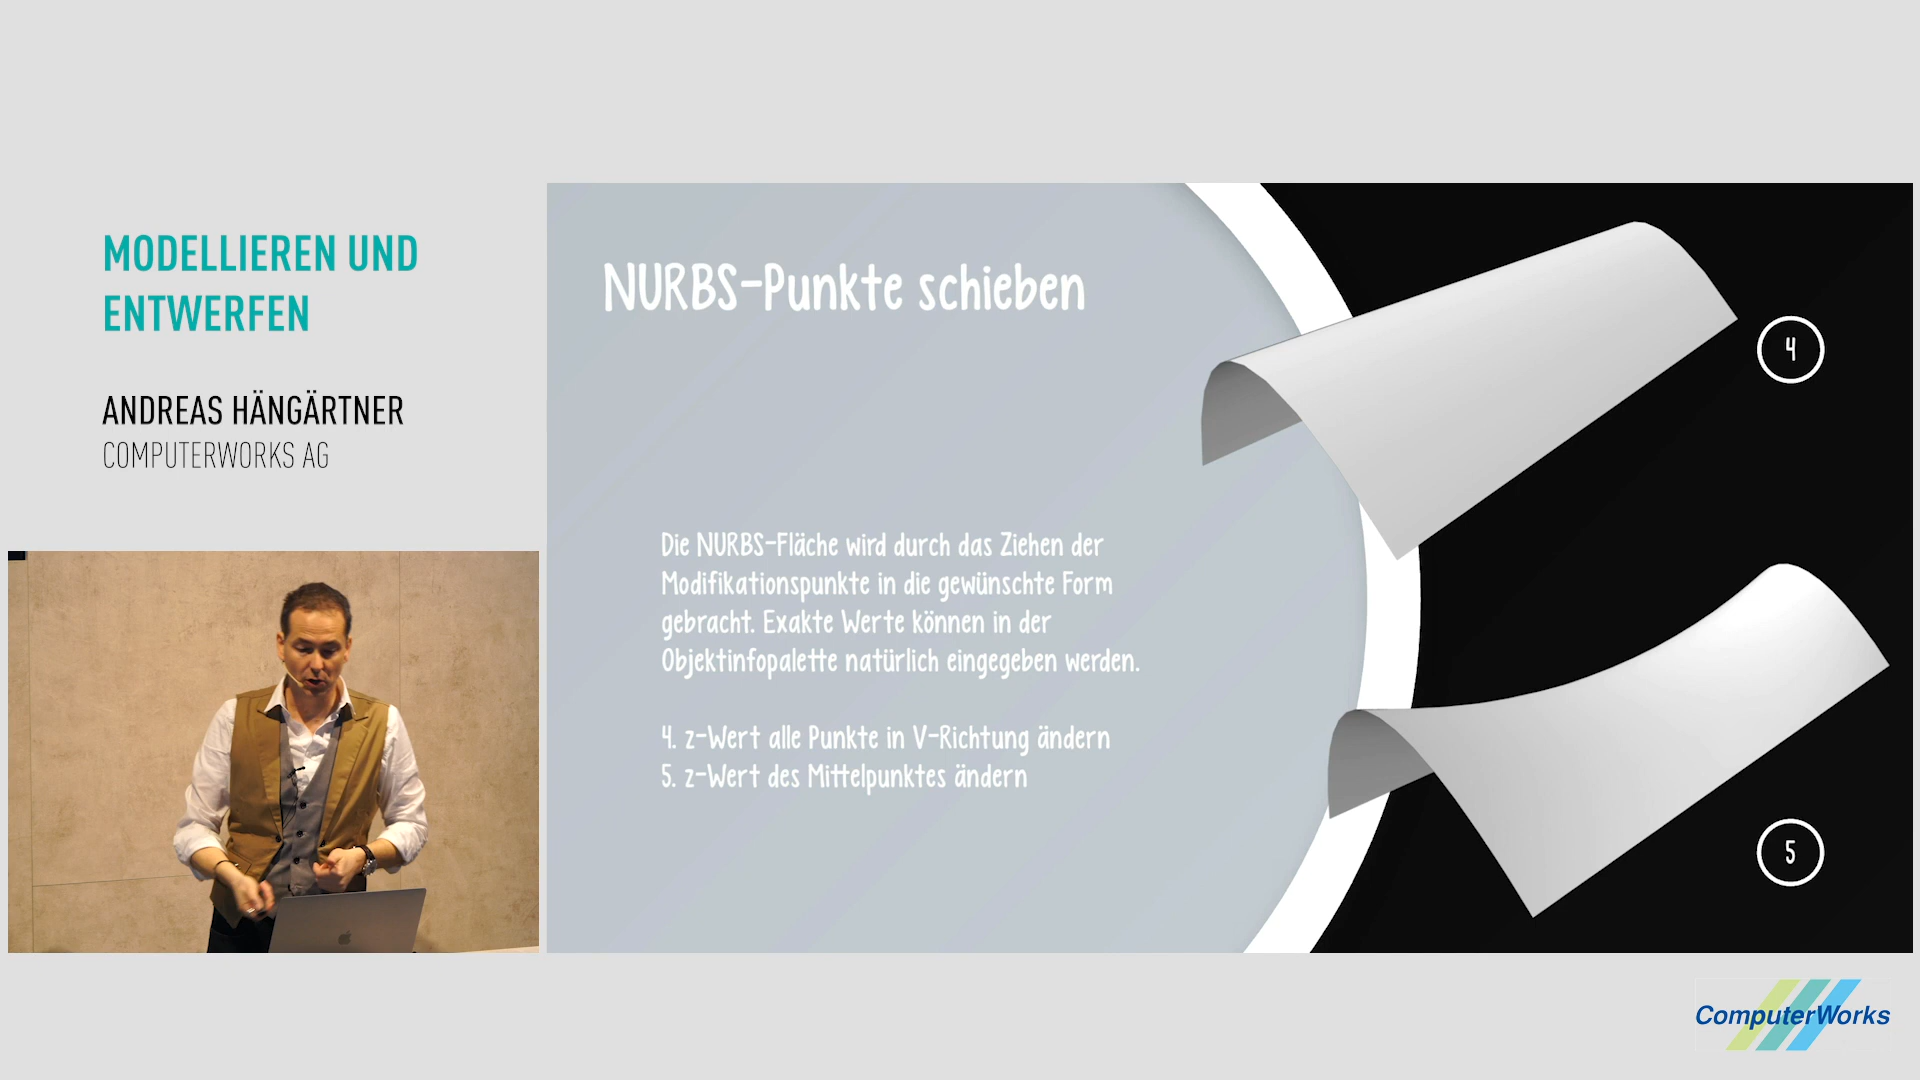 MODELLIEREN UND
ENTWERFEN
ANDREAS HÄNGÄRTNER
COMPUTERWORKS AG
NURBS-Punkte schieben
Die NURBS-Fläche wird durch das Ziehen der
Modifikationspunkte in die gewünschte Form
gebracht. Exakte Werte können in der
Objektinfopalette natürlich eingegeben werden.
4. z-Wert alle Punkte in V-Richtung ändern
5. z-Wert des Mittelpunktes ändern
4
5
ComputerWorks